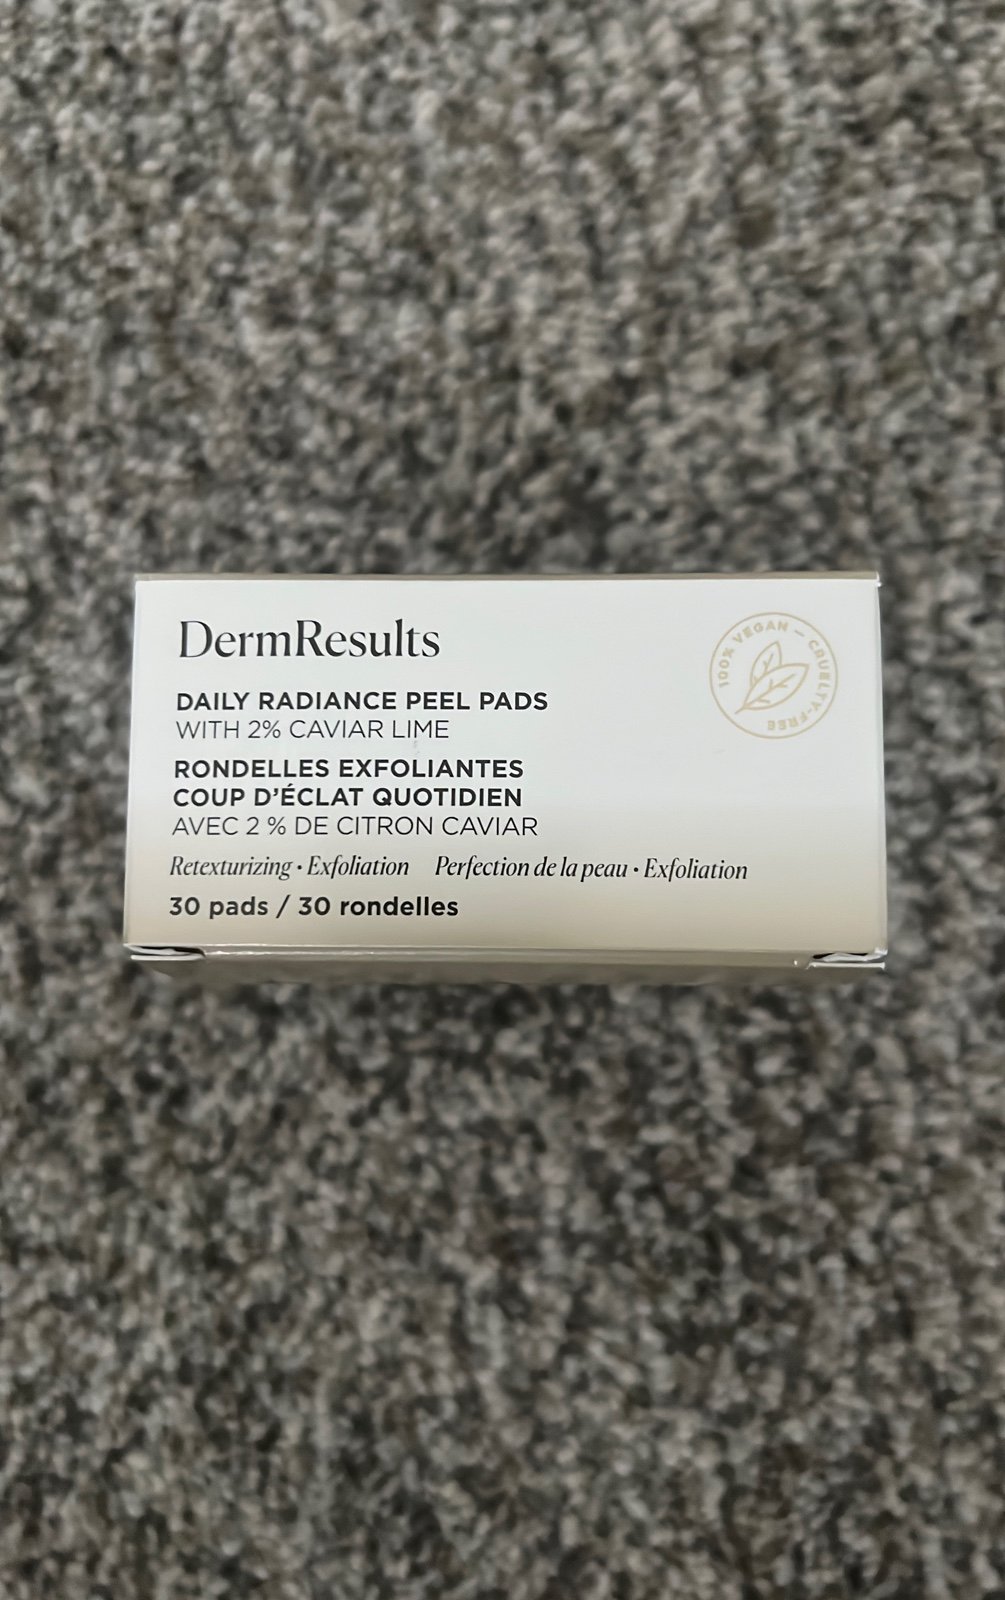 DermResults
100% VEGAN — CRUELTY-FREE
DAILY RADIANCE PEEL PADS
WITH 2% CAVIAR LIME
RONDELLES EXFOLIANTES
COUP D'ÉCLAT QUOTIDIEN
AVEC 2 % DE CITRON CAVIAR
Retexturizing • Exfoliation Perfection de la peau • Exfoliation
30 pads / 30 rondelles